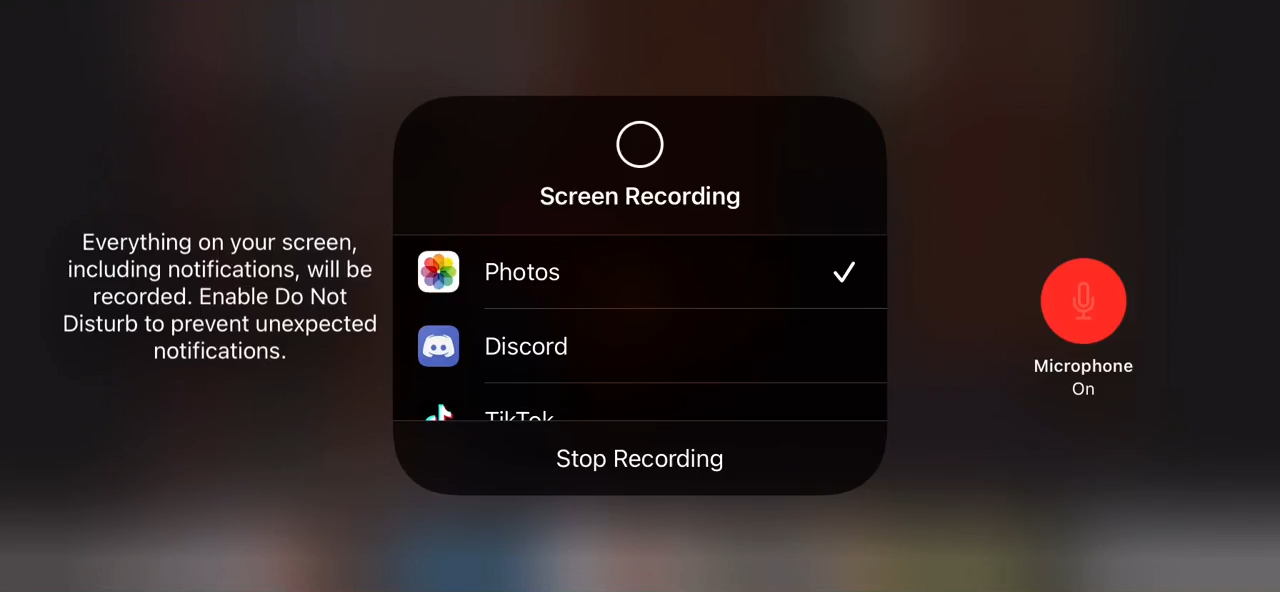 Screen Recording
Everything on your screen,
including notifications, will be
recorded. Enable Do Not
Disturb to prevent unexpected
notifications.
Photos
Discord
TikTok
Stop Recording
Microphone
On